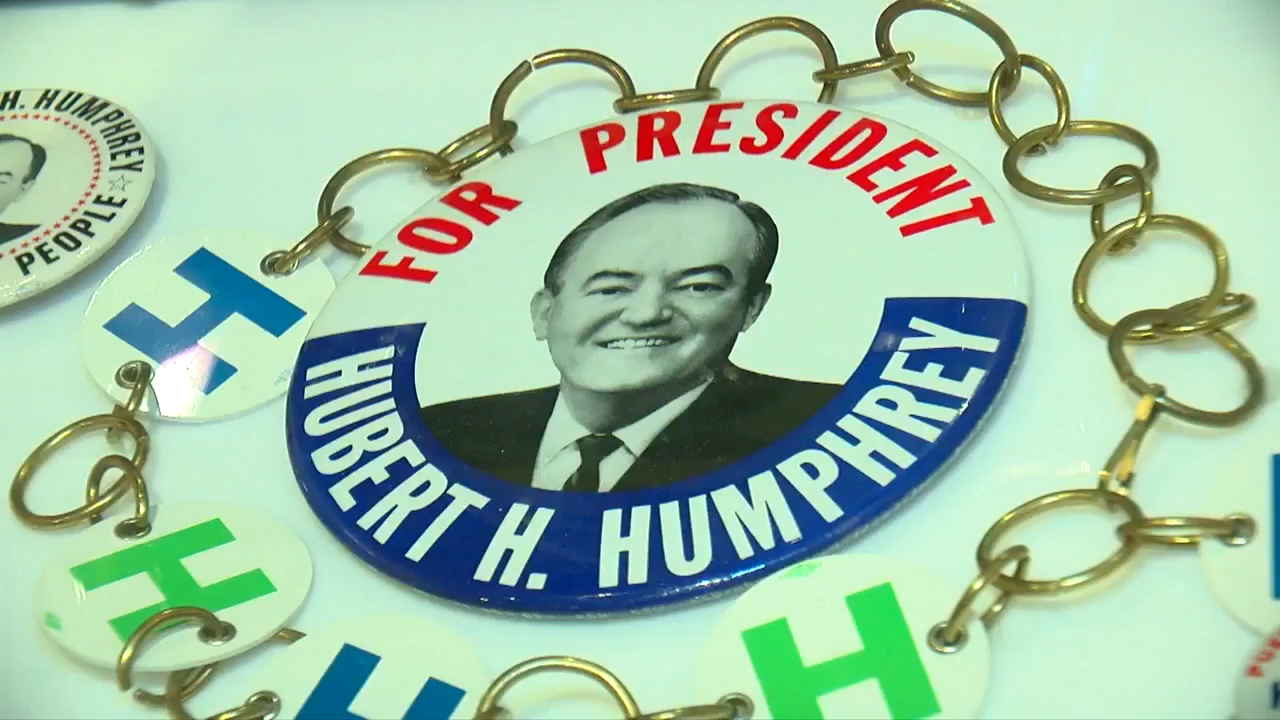 H. HUMPHREY
PEOPLE
FOR PRESIDENT
HUBERT H. HUMPHREY
H
H
H
H